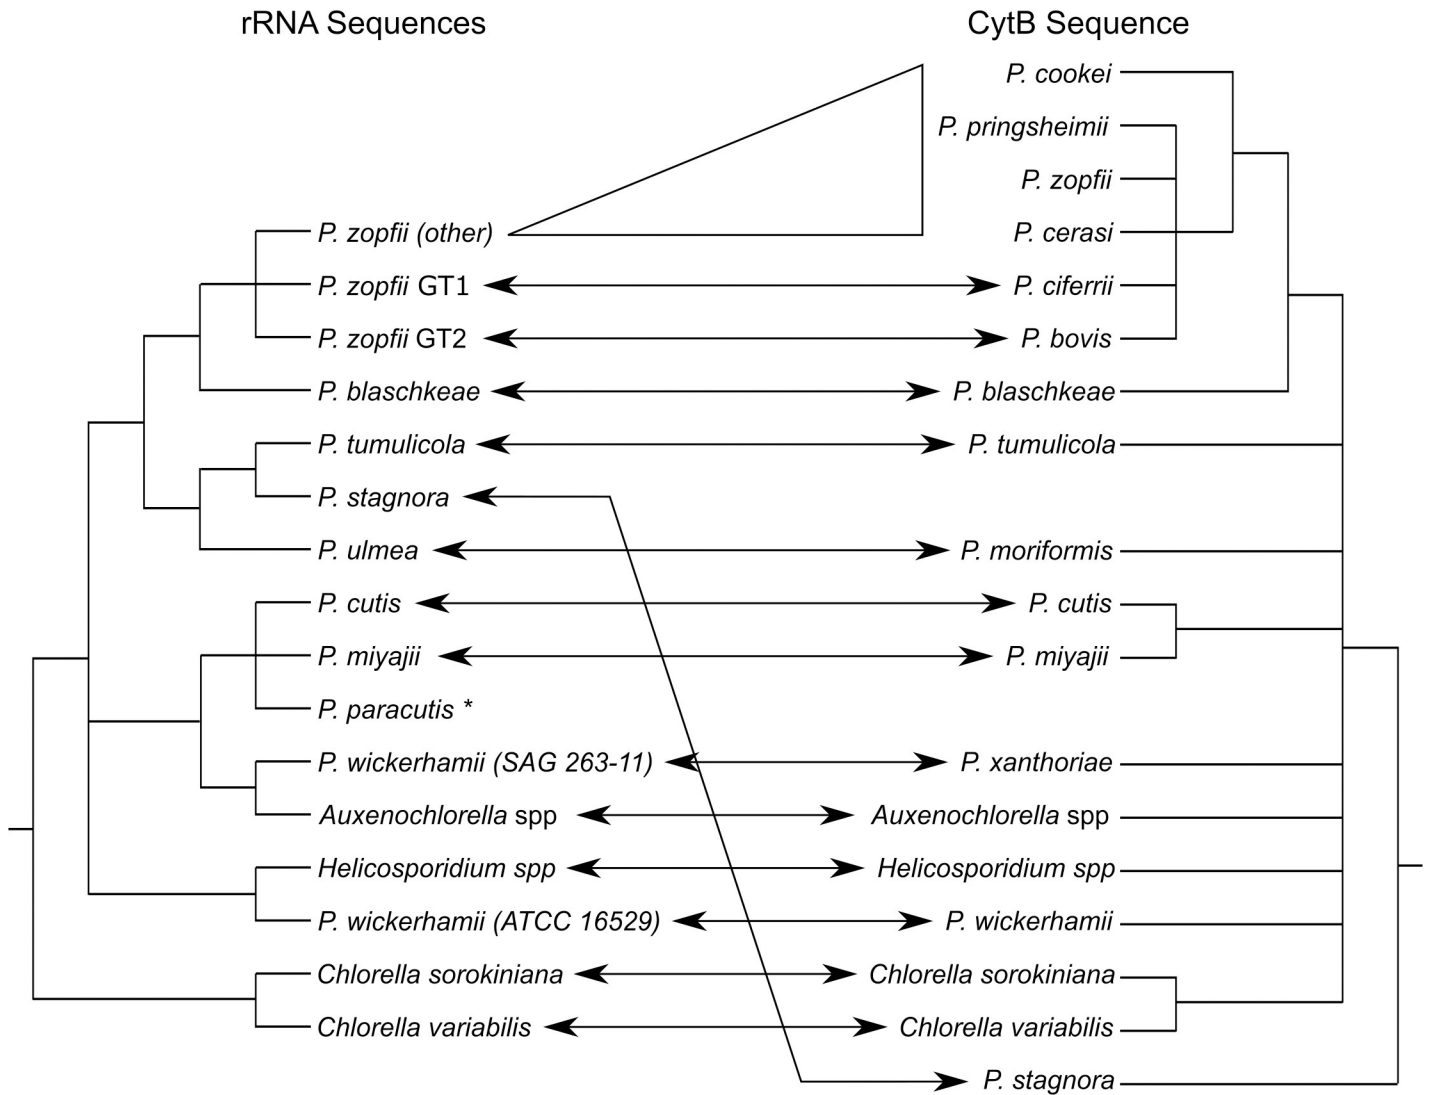 rRNA Sequences
CytB Sequence
P. cookei
P. pringsheimii
P. zopfii
P. zopfii (other)
P. cerasi
P. zopfii GT1
P. ciferrii
P. zopfii GT2
P. bovis
P. blaschkeae
P. blaschkeae
P. tumulicola
P. tumulicola
P. stagnora
P. ulmea
P. moriformis
P. cutis
P. cutis
P. miyajii
P. miyajii
P. paracutis *
P. wickerhamii (SAG 263-11)
P. xanthoriae
Auxenochlorella spp
Auxenochlorella spp
Helicosporidium spp
Helicosporidium spp
P. wickerhamii (ATCC 16529)
P. wickerhamii
Chlorella sorokiniana
Chlorella sorokiniana
Chlorella variabilis
Chlorella variabilis
P. stagnora